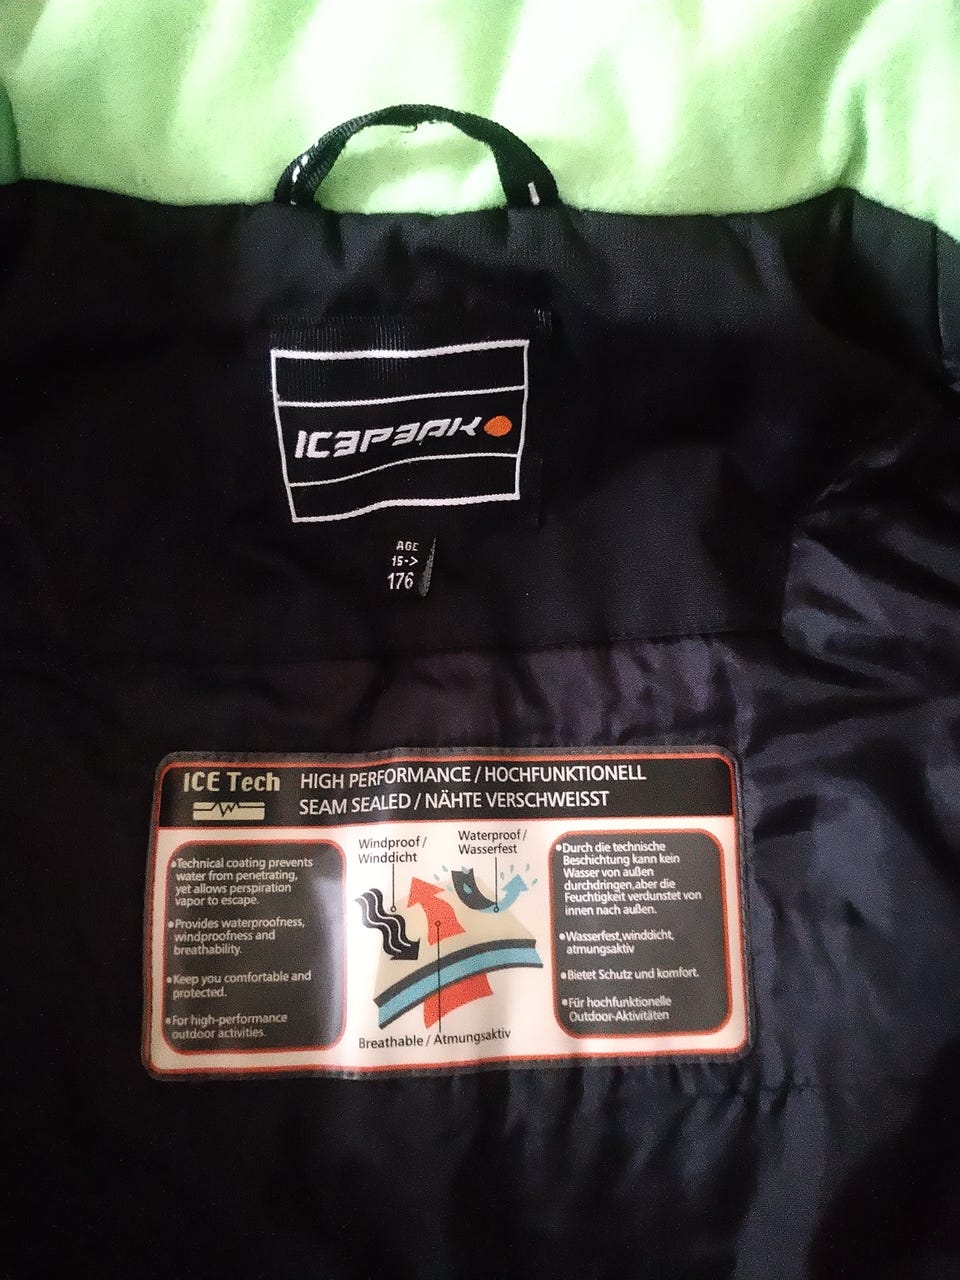 ICEPEAK
AGE
15->
176
ICE Tech
HIGH PERFORMANCE / HOCHFUNKTIONELL
SEAM SEALED / NÄHTE VERSCHWEISST
•Technical coating prevents
water from penetrating,
yet allows perspiration
vapor to escape.
•Provides waterproofness,
windproofness and
breathability.
•Keep you comfortable and
protected.
•For high-performance
outdoor activities.
Windproof /
Winddicht
Waterproof /
Wasserfest
Breathable / Atmungsaktiv
•Durch die technische
Beschichtung kann kein
Wasser von außen
durchdringen,aber die
Feuchtigkeit verdunstet von
innen nach außen.
•Wasserfest,winddicht,
atmungsaktiv
•Bietet Schutz und komfort.
•Für hochfunktionelle
Outdoor-Aktivitäten